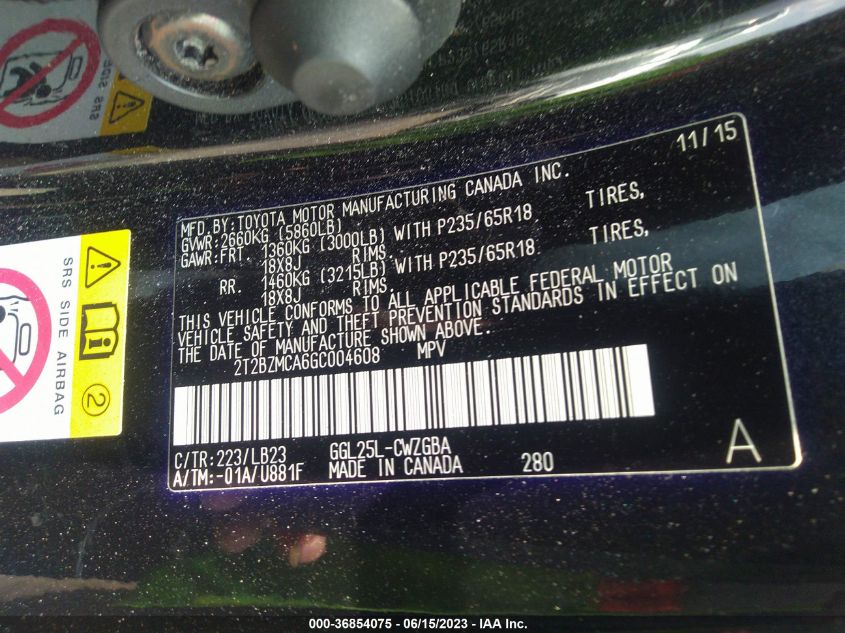 11/15
MFD. BY: TOYOTA MOTOR MANUFACTURING CANADA INC.
GVWR: 2660KG (5860LB)
GAWR: FRT. 1360KG (3000LB) WITH P235/65R18 TIRES,
18X8J RIMS.
RR. 1460KG (3215LB) WITH P235/65R18 TIRES,
18X8J RIMS.
THIS VEHICLE CONFORMS TO ALL APPLICABLE FEDERAL MOTOR
VEHICLE SAFETY AND THEFT PREVENTION STANDARDS IN EFFECT ON
THE DATE OF MANUFACTURE SHOWN ABOVE.
2T2BZMCA6GC004608 MPV
C/TR: 223/LB23 GGL25L-CWZGBA
A/TM: -01A/U881F MADE IN CANADA 280
A
SRS SIDE AIRBAG
2
000-36854075 - 06/15/2023 - IAA Inc.